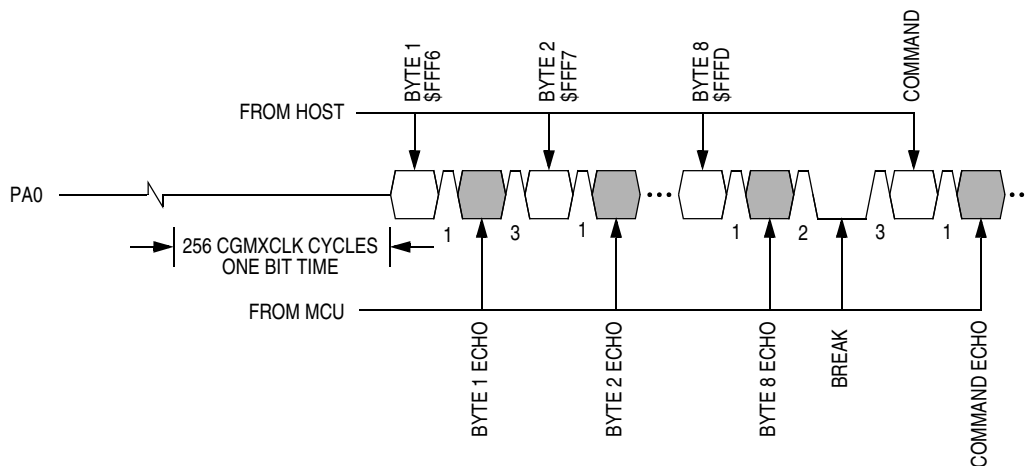 BYTE 1
$FFF6
BYTE 2
$FFF7
BYTE 8
$FFFD
COMMAND
FROM HOST
PA0
1
3
1
1
2
3
1
256 CGMXCLK CYCLES
ONE BIT TIME
FROM MCU
BYTE 1 ECHO
BYTE 2 ECHO
BYTE 8 ECHO
BREAK
COMMAND ECHO